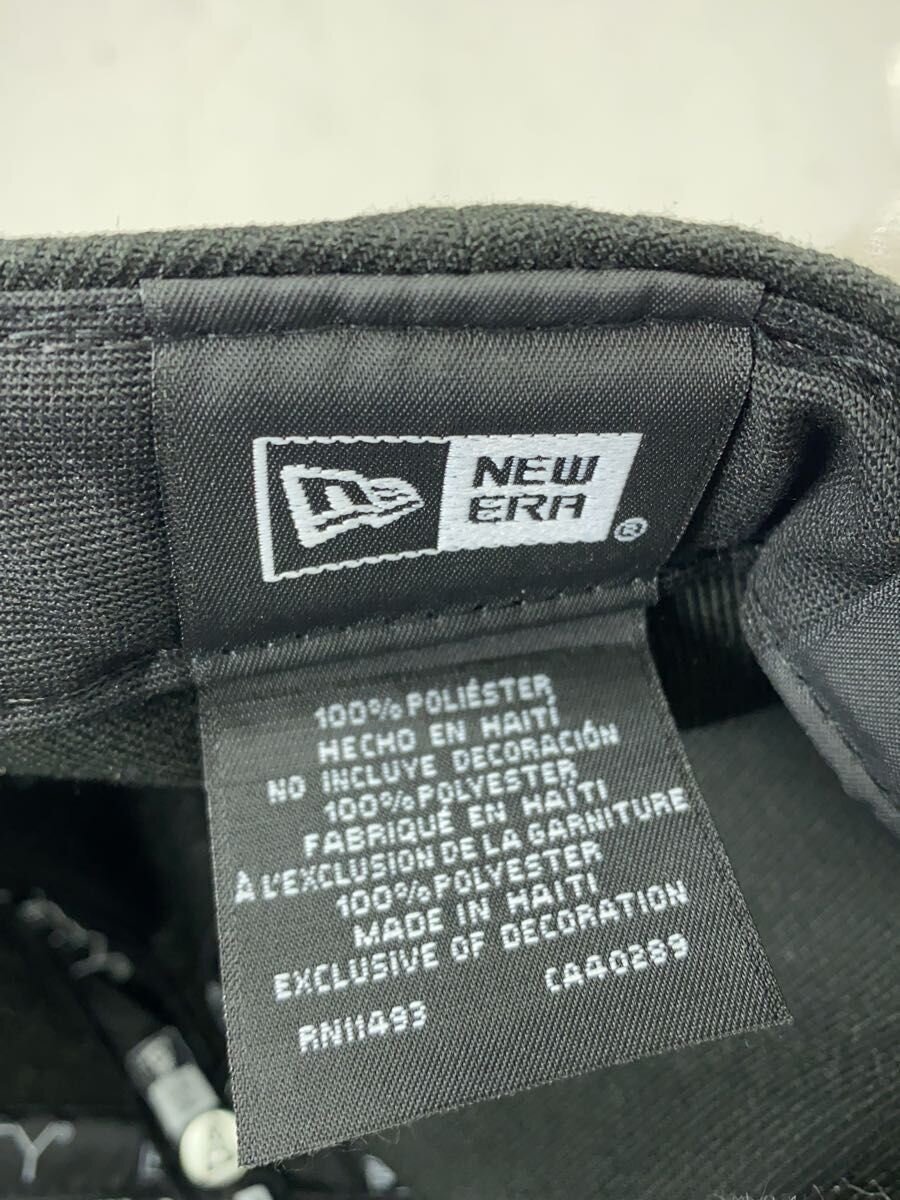 NEW
ERA
®
100% POLIÉSTER
HECHO EN HAITÍ
NO INCLUYE DECORACIÓN
100% POLYESTER
FABRIQUÉ EN HAÏTI
À L'EXCLUSION DE LA GARNITURE
100% POLYESTER
MADE IN HAITI
EXCLUSIVE OF DECORATION
RN11493 CA40289
Y